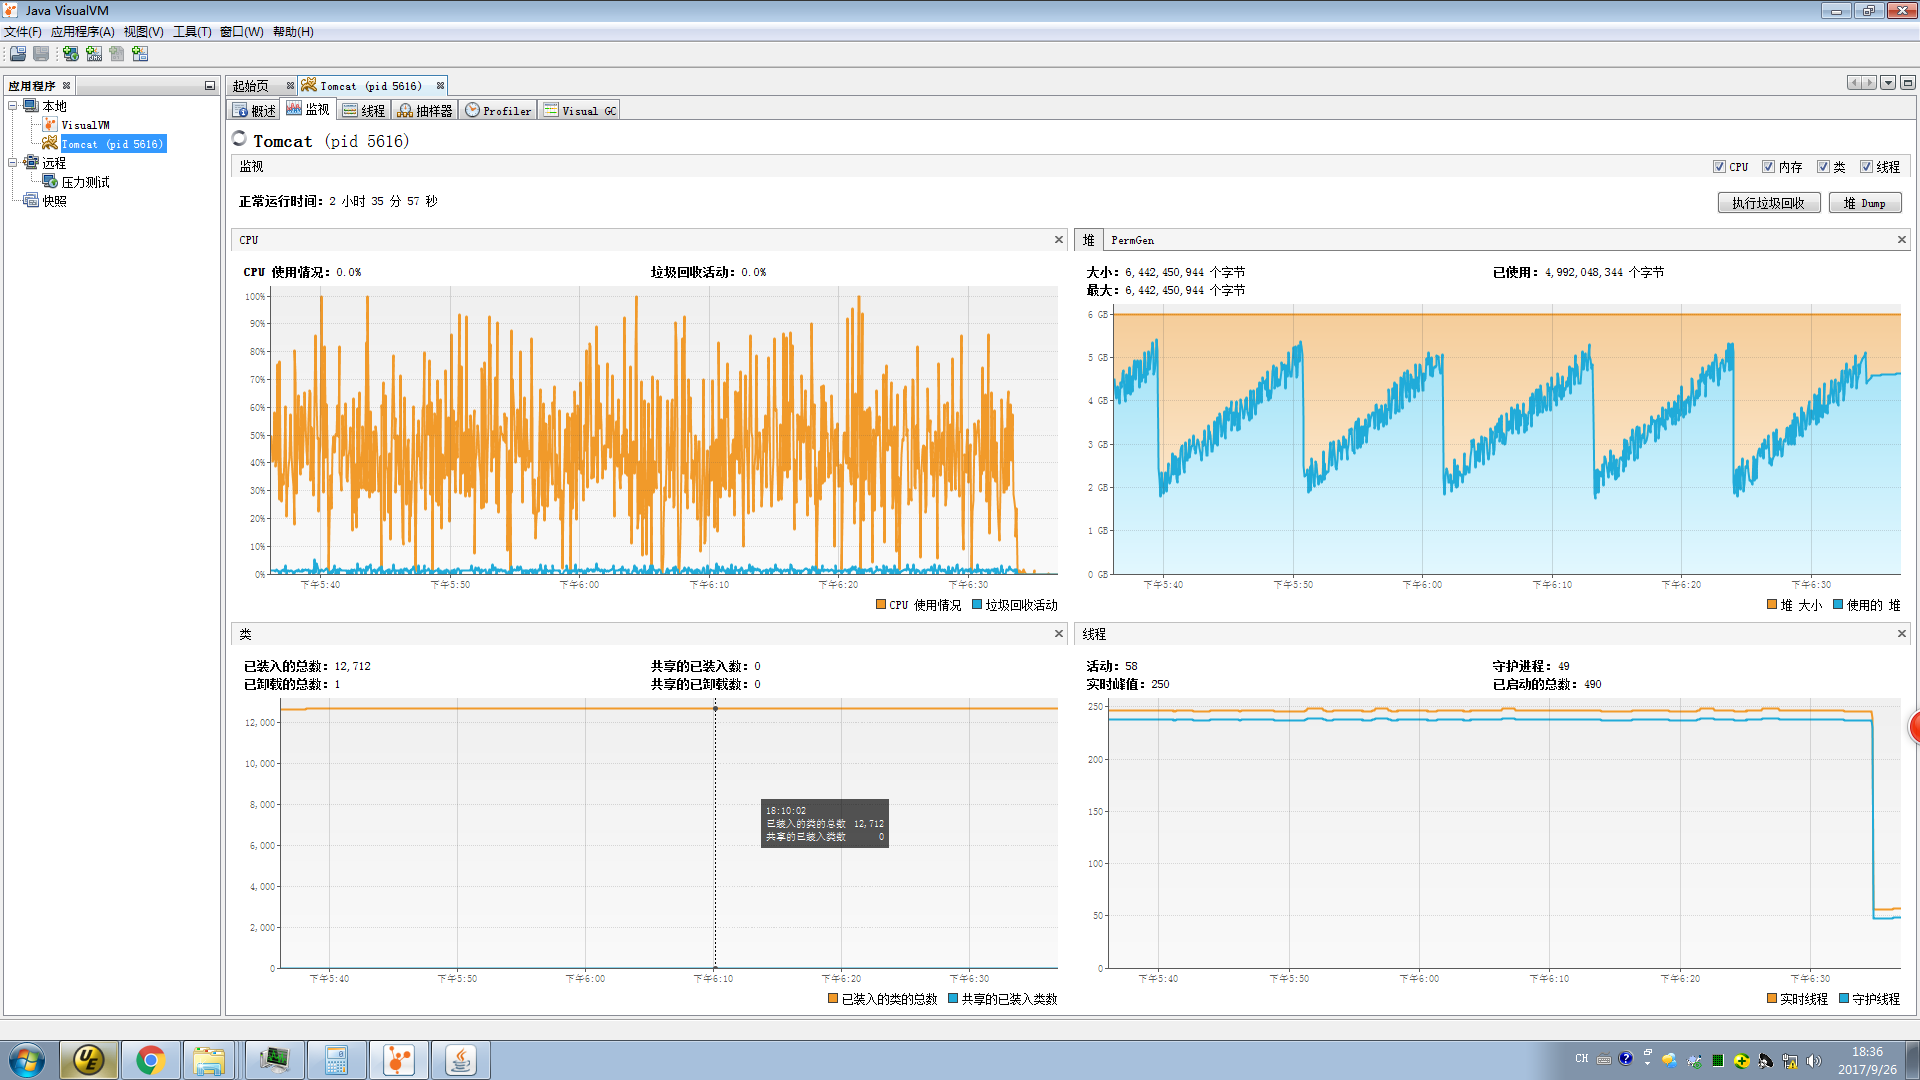 Java VisualVM
文件(F) 应用程序(A) 视图(V) 工具(T) 窗口(W) 帮助(H)
应用程序
本地
VisualVM
Tomcat (pid 5616)
远程
压力测试
快照
起始页 Tomcat (pid 5616)
概述 监视 线程 抽样器 Profiler Visual GC
Tomcat (pid 5616)
监视
CPU 内存 类 线程
正常运行时间: 2 小时 35 分 57 秒
执行垃圾回收 堆 Dump
CPU
CPU 使用情况: 0.0%
垃圾回收活动: 0.0%
100%
90%
80%
70%
60%
50%
40%
30%
20%
10%
0%
下午5:40 下午5:50 下午6:00 下午6:10 下午6:20 下午6:30
CPU 使用情况 垃圾回收活动
堆 PermGen
大小: 6,442,450,944 个字节
已使用: 4,992,048,344 个字节
最大: 6,442,450,944 个字节
6 GB
5 GB
4 GB
3 GB
2 GB
1 GB
0 GB
下午5:40 下午5:50 下午6:00 下午6:10 下午6:20 下午6:30
堆 大小 使用的 堆
类
已装入的总数: 12,712
共享的已装入数: 0
已卸载的总数: 1
共享的已卸载数: 0
12,000
10,000
8,000
6,000
4,000
2,000
0
18:10:02
已装入的类的总数 12,712
共享的已装入类数 0
下午5:40 下午5:50 下午6:00 下午6:10 下午6:20 下午6:30
已装入的类的总数 共享的已装入类数
线程
活动: 58
守护进程: 49
实时峰值: 250
已启动的总数: 490
250
200
150
100
50
0
下午5:40 下午5:50 下午6:00 下午6:10 下午6:20 下午6:30
实时线程 守护线程
UE
CH
18:36
2017/9/26